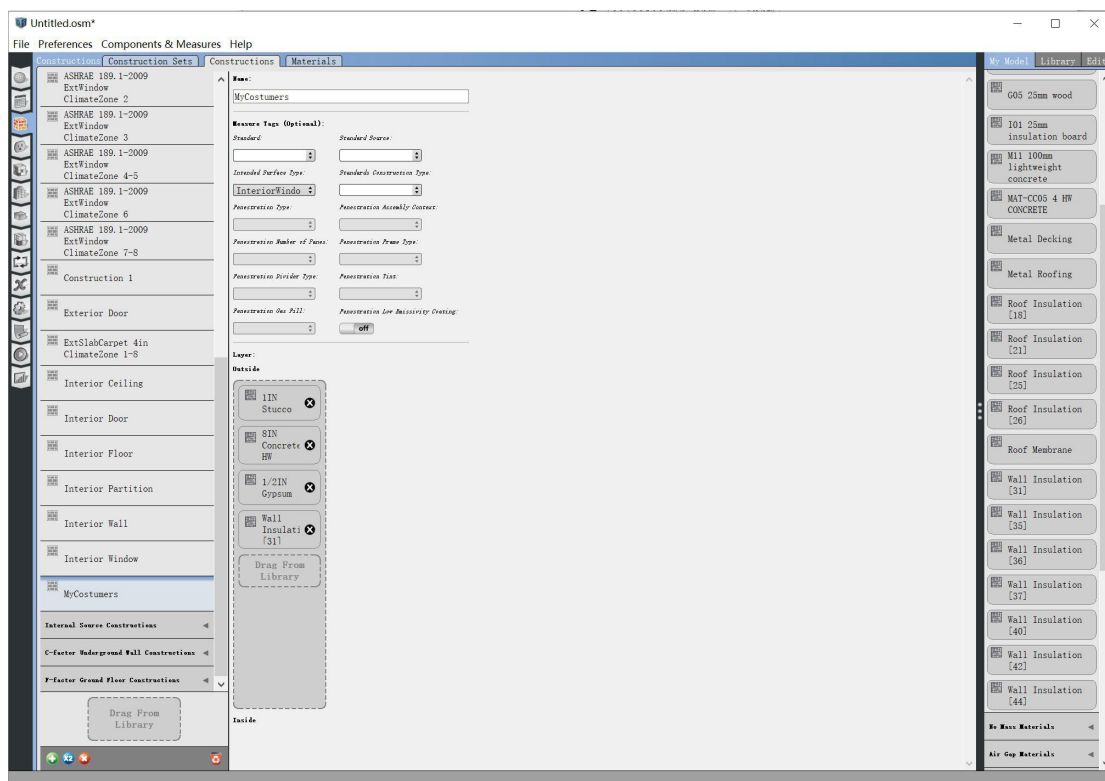 Untitled.osm*
File Preferences Components & Measures Help
Constructions Construction Sets Constructions Materials
My Model Library Edit
ASHRAE 189.1-2009
ExtWindow
ClimateZone 2
ASHRAE 189.1-2009
ExtWindow
ClimateZone 3
ASHRAE 189.1-2009
ExtWindow
ClimateZone 4-5
ASHRAE 189.1-2009
ExtWindow
ClimateZone 6
ASHRAE 189.1-2009
ExtWindow
ClimateZone 7-8
Construction 1
Exterior Door
ExtSlabCarpet 4in
ClimateZone 1-8
Interior Ceiling
Interior Door
Interior Floor
Interior Partition
Interior Wall
Interior Window
MyCostumers
Internal Source Constructions
C-factor Underground Wall Constructions
F-factor Ground Floor Constructions
Drag From
Library
X2
Name:
MyCostumers
Measure Tags (Optional):
Standard: Standard Source:
Intended Surface Type: Standards Construction Type:
InteriorWindo
Fenestration Type: Fenestration Assembly Context:
Fenestration Number of Panes: Fenestration Frame Type:
Fenestration Divider Type: Fenestration Tint:
Fenestration Gas Fill: Fenestration Low Emissivity Coating:
off
Layer:
Outside
1IN
Stucco
8IN
Concrete
HW
1/2IN
Gypsum
Wall
Insulati
[31]
Drag From
Library
Inside
G05 25mm wood
I01 25mm
insulation board
M11 100mm
lightweight
concrete
MAT-CC05 4 HW
CONCRETE
Metal Decking
Metal Roofing
Roof Insulation
[18]
Roof Insulation
[21]
Roof Insulation
[25]
Roof Insulation
[26]
Roof Membrane
Wall Insulation
[31]
Wall Insulation
[35]
Wall Insulation
[36]
Wall Insulation
[37]
Wall Insulation
[40]
Wall Insulation
[42]
Wall Insulation
[44]
No Mass Materials
Air Gap Materials